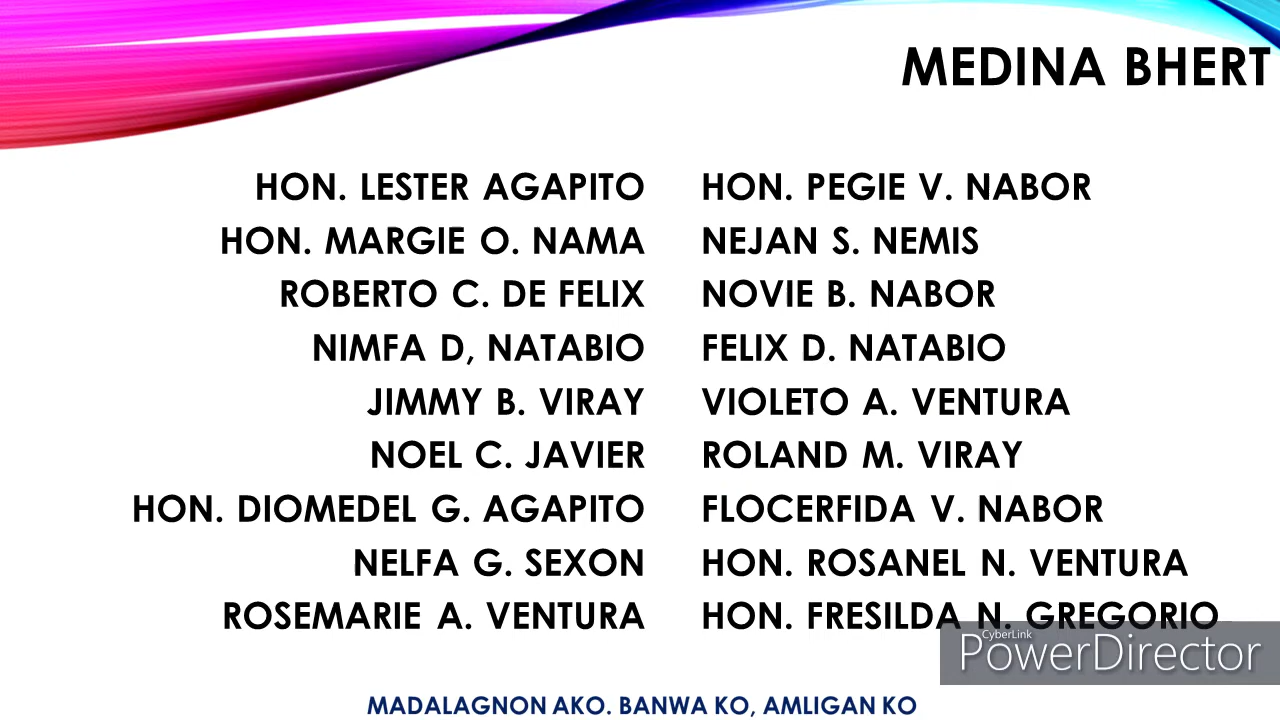 MEDINA BHERT
HON. LESTER AGAPITO
HON. MARGIE O. NAMA
ROBERTO C. DE FELIX
NIMFA D, NATABIO
JIMMY B. VIRAY
NOEL C. JAVIER
HON. DIOMEDEL G. AGAPITO
NELFA G. SEXON
ROSEMARIE A. VENTURA
HON. PEGIE V. NABOR
NEJAN S. NEMIS
NOVIE B. NABOR
FELIX D. NATABIO
VIOLETO A. VENTURA
ROLAND M. VIRAY
FLOCERFIDA V. NABOR
HON. ROSANEL N. VENTURA
HON. FRESILDA N. GREGORIO
CyberLink
PowerDirector
MADALAGNON AKO. BANWA KO, AMLIGAN KO